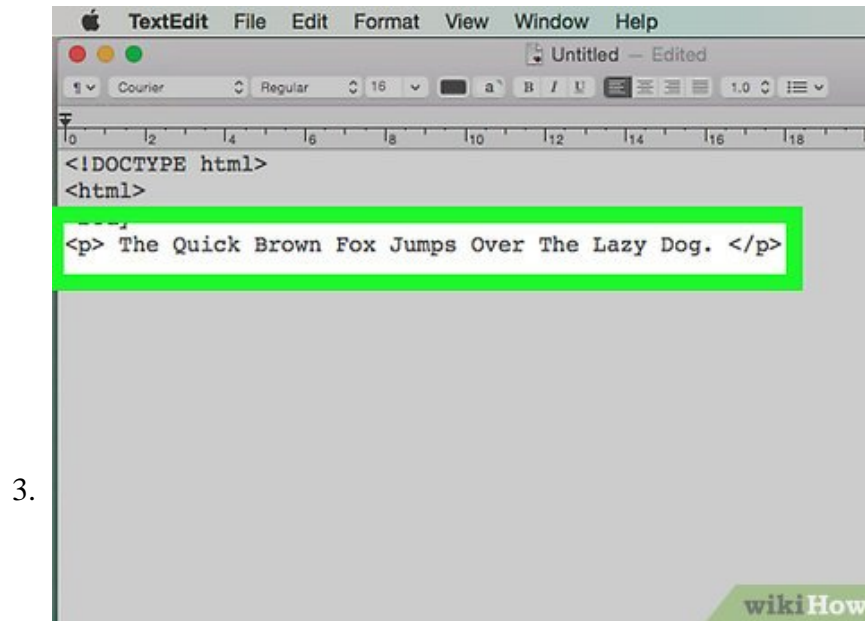 TextEdit File Edit Format View Window Help
Untitled — Edited
Courier Regular 16 a B I U 1.0
0 2 4 6 8 10 12 14 16 18
<!DOCTYPE html>
<html>
<p> The Quick Brown Fox Jumps Over The Lazy Dog. </p>
3.
wikiHow